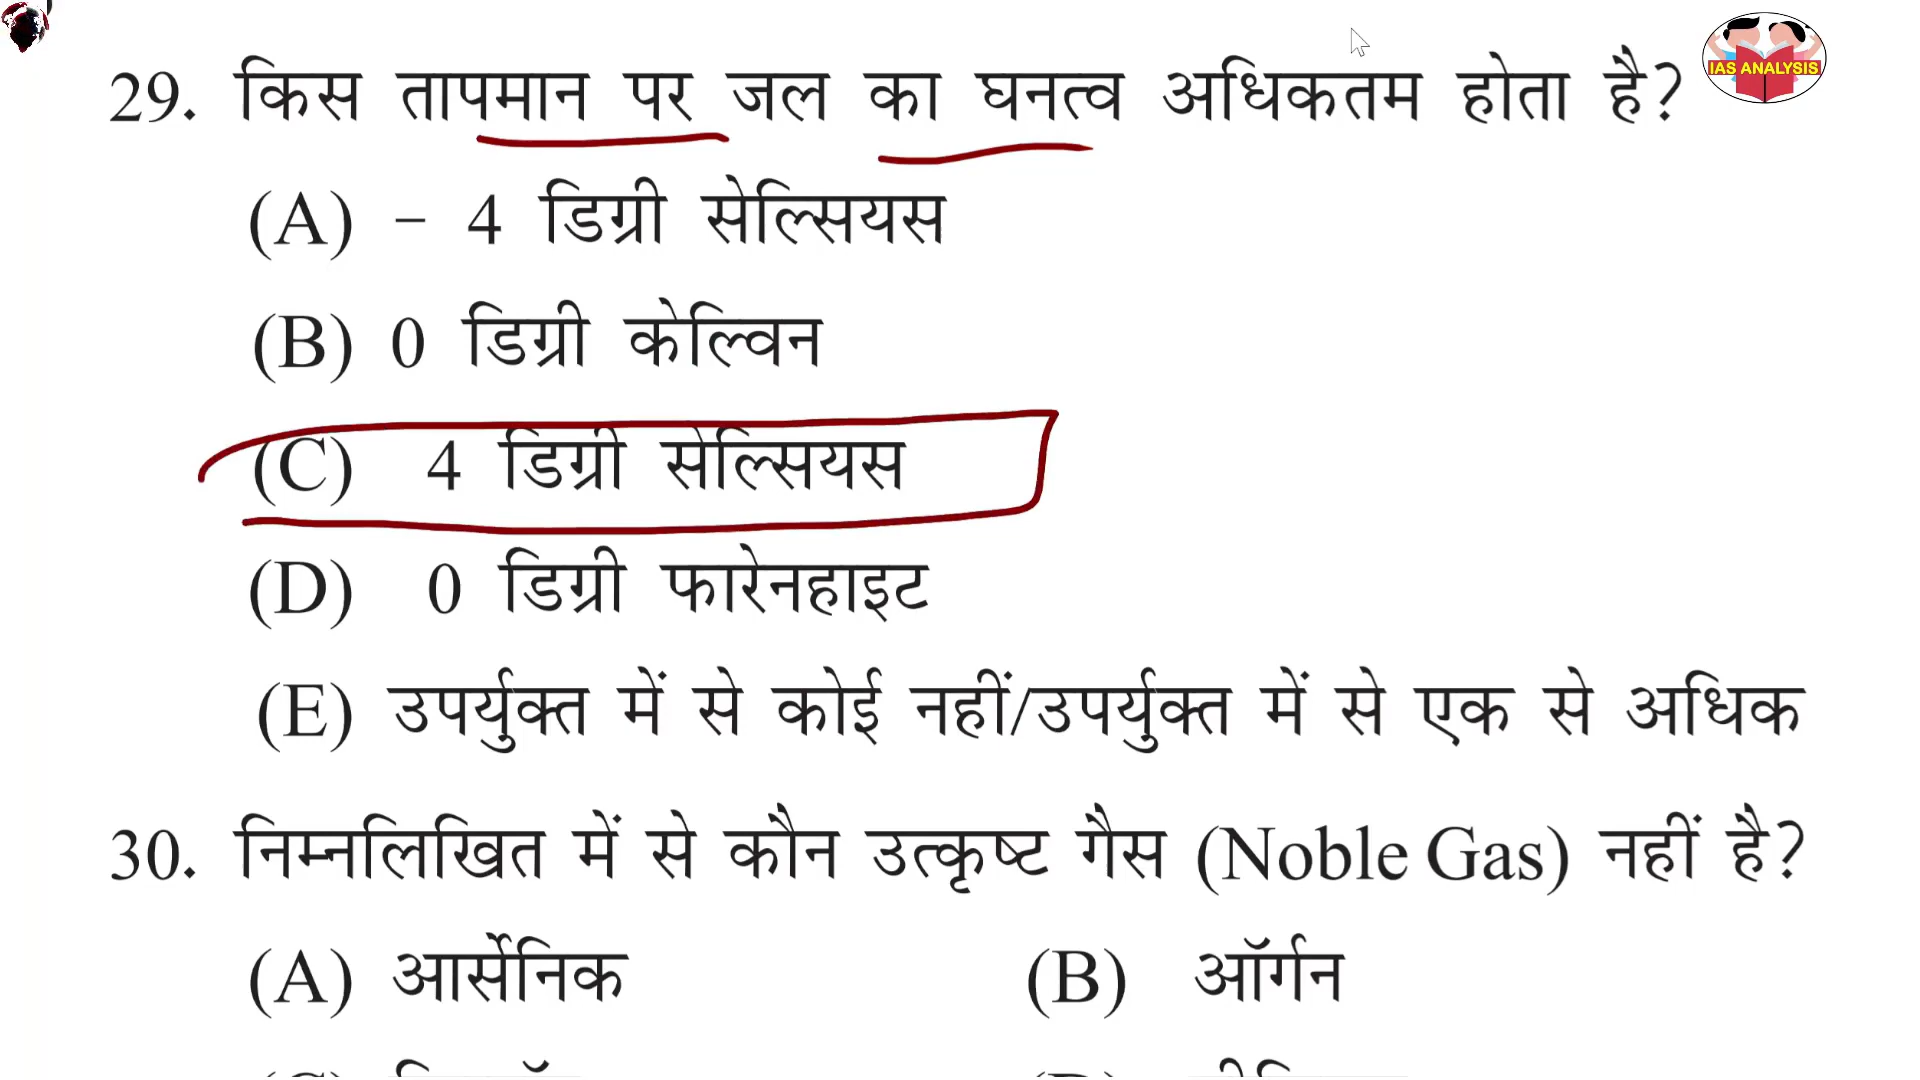 IAS ANALYSIS
29. किस तापमान पर जल का घनत्व अधिकतम होता है?
(A) – 4 डिग्री सेल्सियस
(B) 0 डिग्री केल्विन
(C) 4 डिग्री सेल्सियस
(D) 0 डिग्री फारेनहाइट
(E) उपर्युक्त में से कोई नहीं/उपर्युक्त में से एक से अधिक
30. निम्नलिखित में से कौन उत्कृष्ट गैस (Noble Gas) नहीं है?
(A) आर्सेनिक (B) ऑर्गन